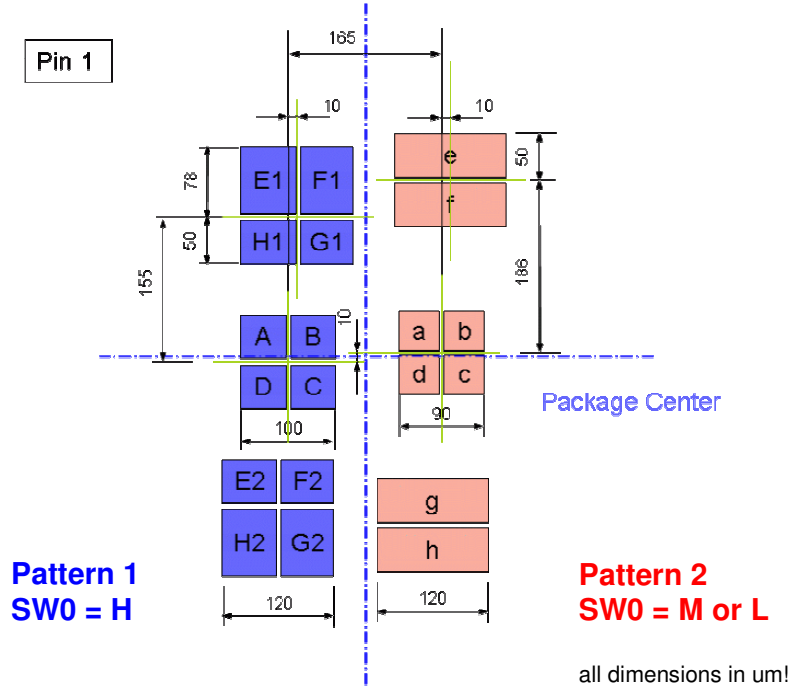 165
Pin 1
10
10
E1 F1
H1 G1
78
50
155
e
f
50
186
A B
D C
10
100
a b
d c
90
Package Center
E2 F2
H2 G2
120
g
h
120
Pattern 1
SW0 = H
Pattern 2
SW0 = M or L
all dimensions in um!